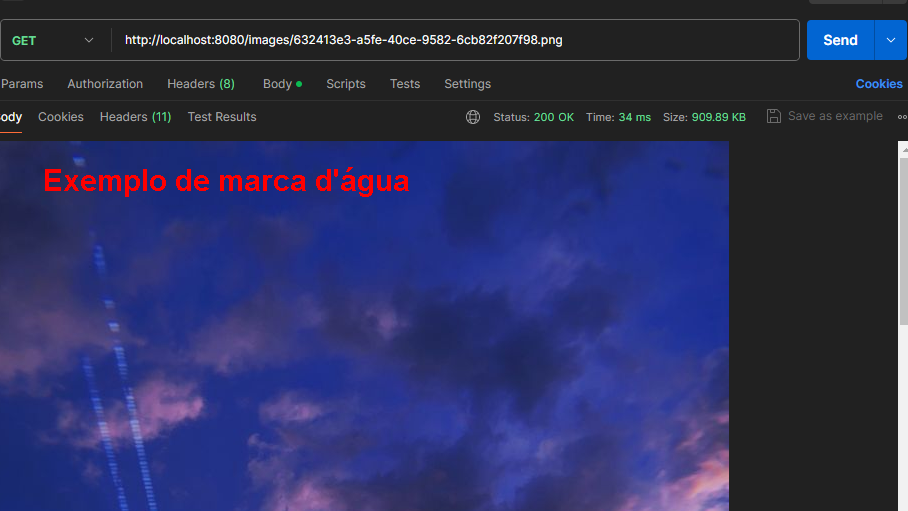 GET http://localhost:8080/images/632413e3-a5fe-40ce-9582-6cb82f207f98.png Send
Params Authorization Headers (8) Body Scripts Tests Settings Cookies
Body Cookies Headers (11) Test Results Status: 200 OK Time: 34 ms Size: 909.89 KB Save as example
Exemplo de marca d'água